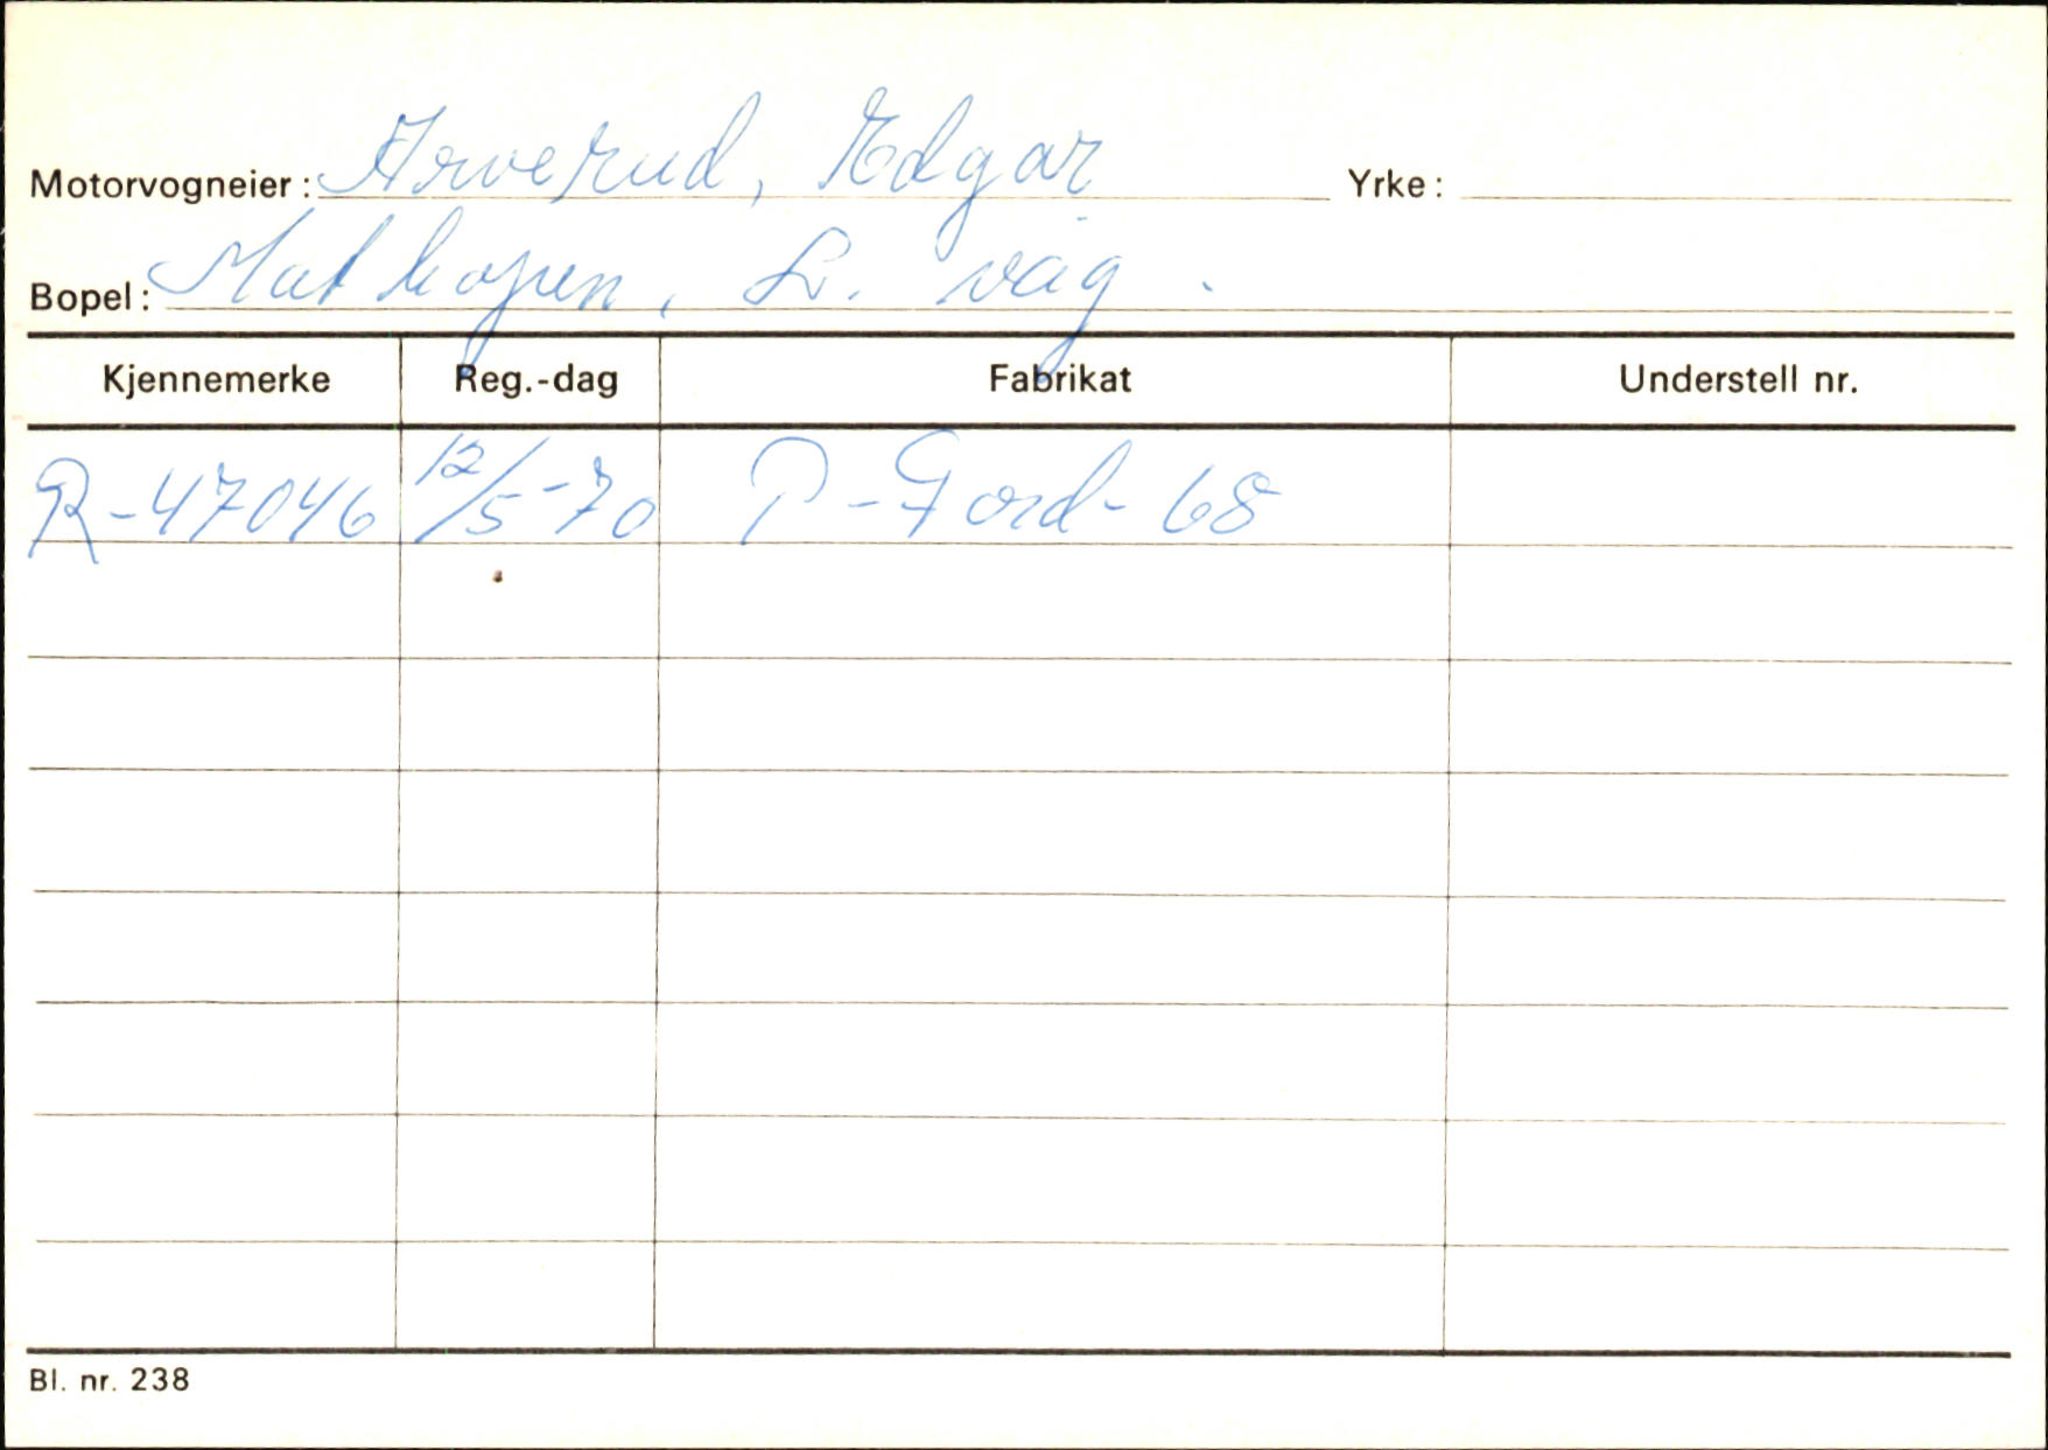 Motorvogneier: Arverud, Edgar Yrke:
Bopel: Mathopen, L. våg.
Kjennemerke Reg.-dag Fabrikat Understell nr.
R-47046 12/5-70 P-Ford-68
Bl. nr. 238